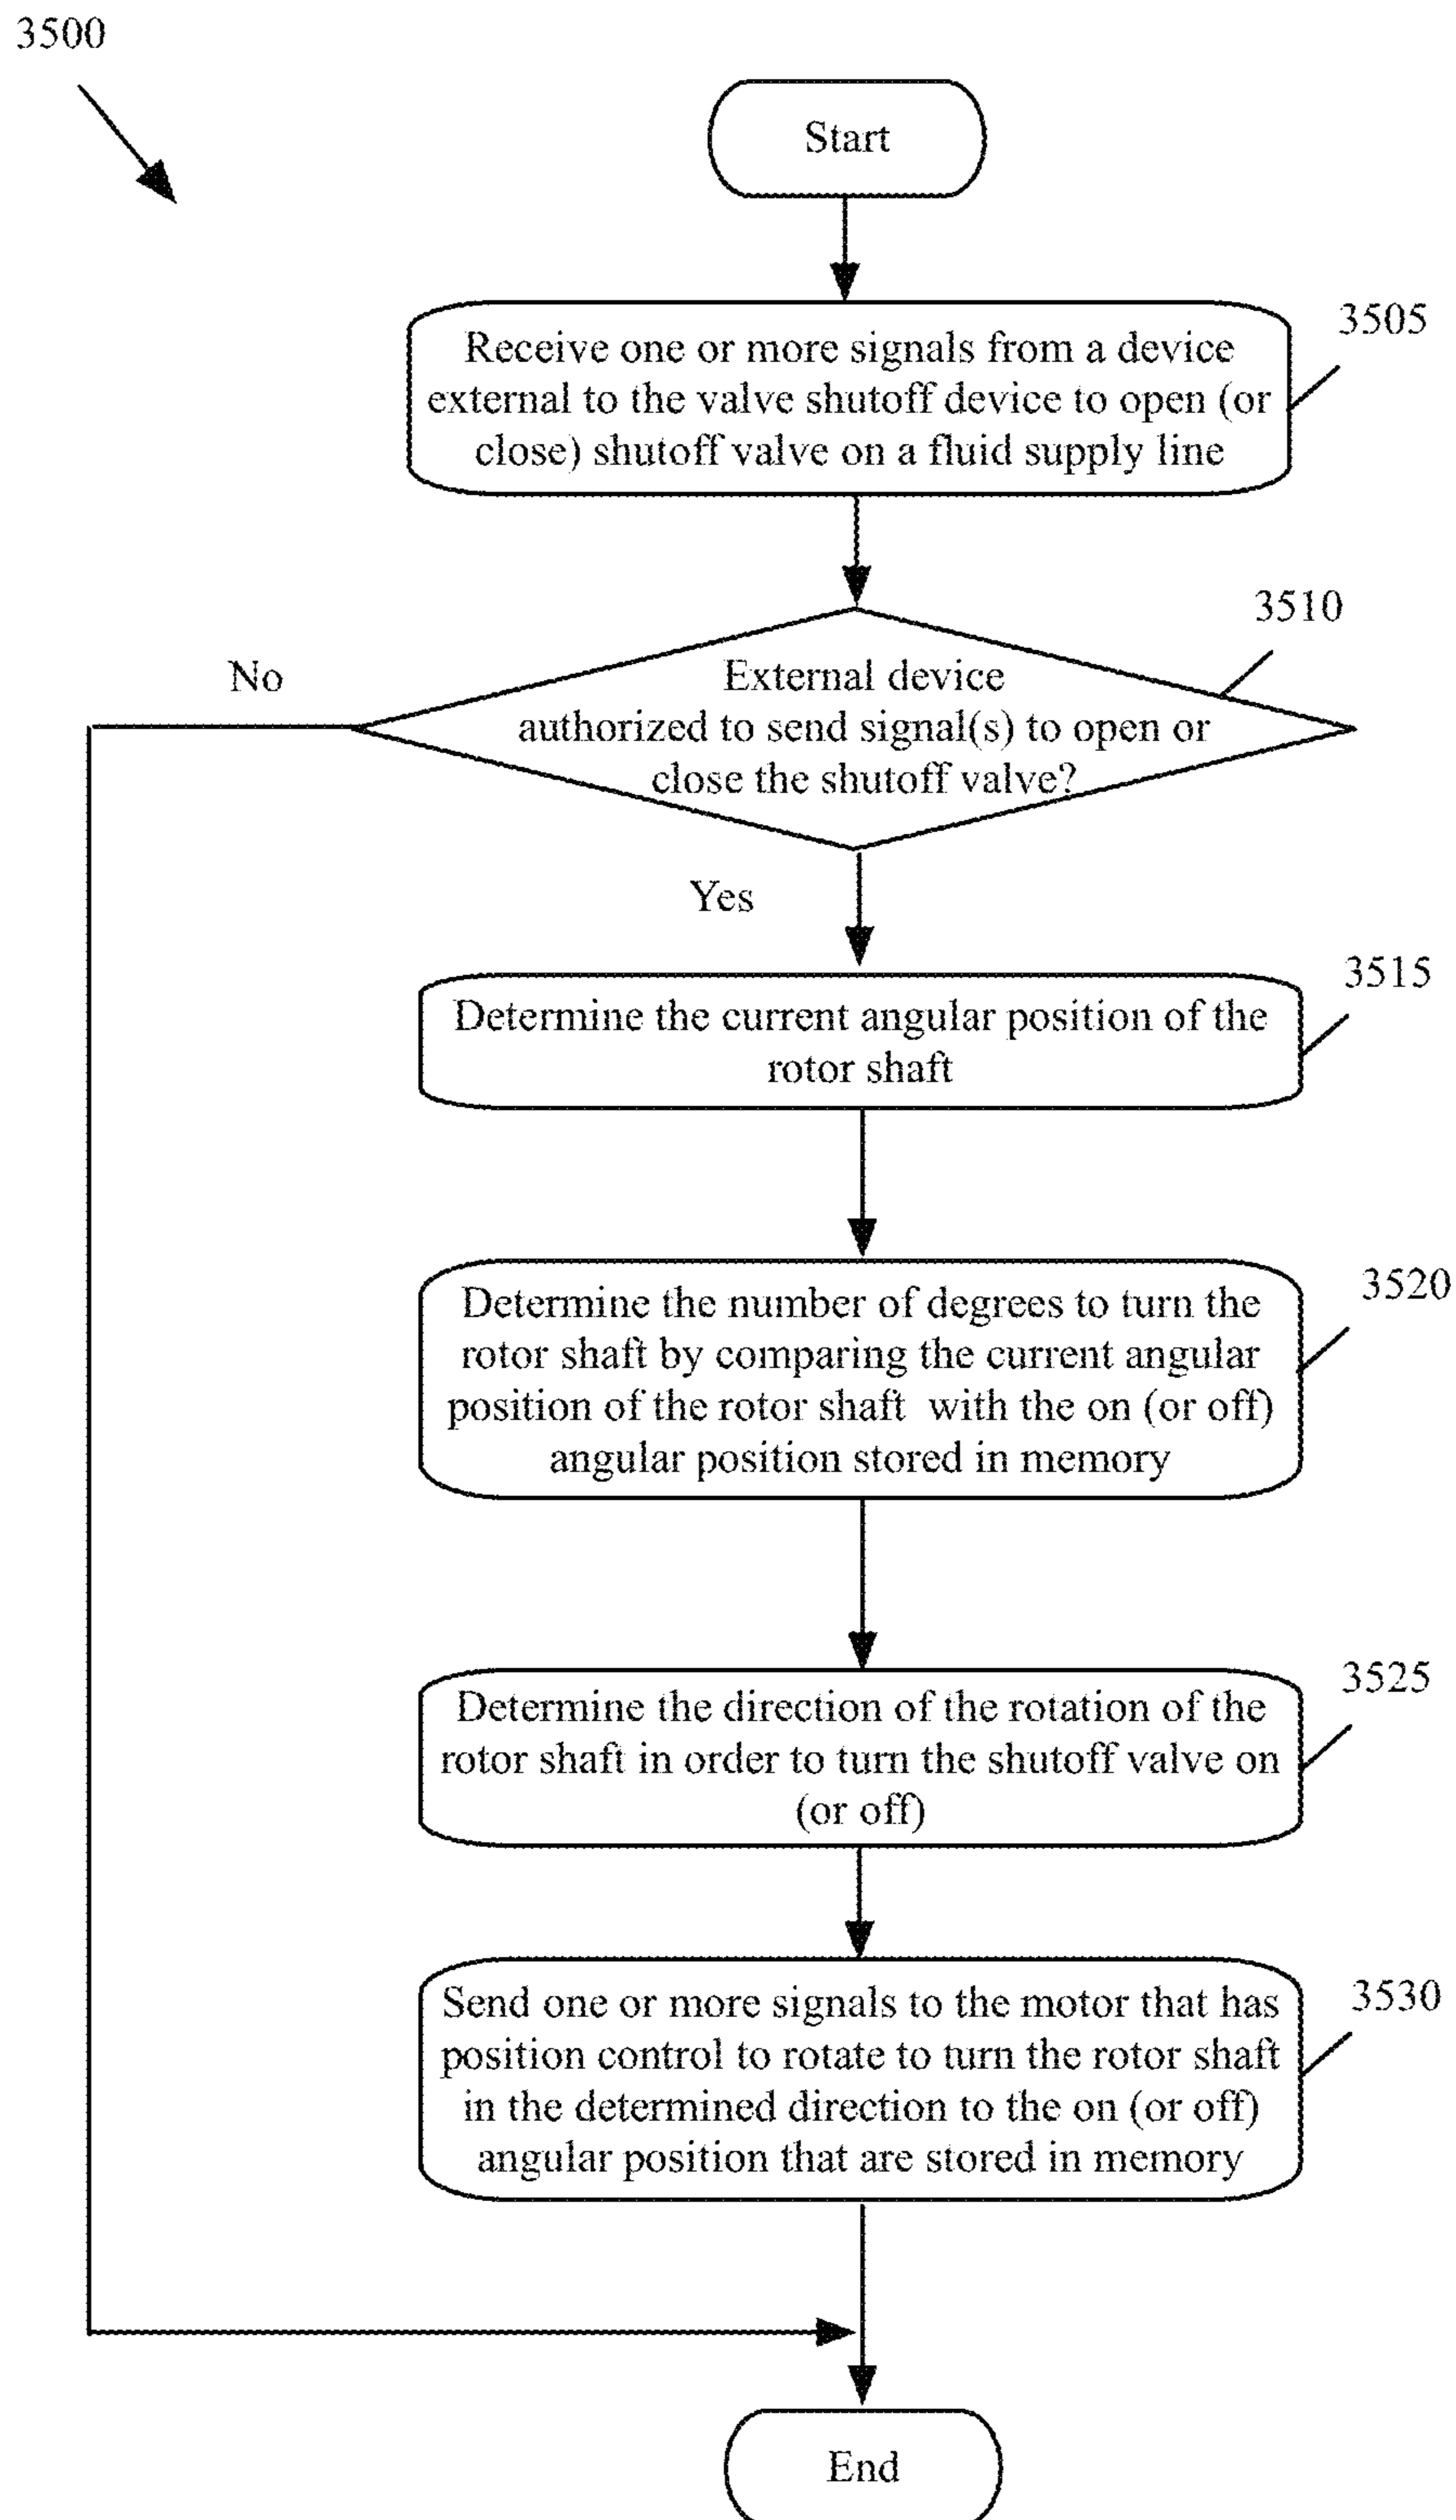 3500
Start
Receive one or more signals from a device
external to the valve shutoff device to open (or
close) shutoff valve on a fluid supply line
3505
3510
External device
authorized to send signal(s) to open or
close the shutoff valve?
No
Yes
Determine the current angular position of the
rotor shaft
3515
Determine the number of degrees to turn the
rotor shaft by comparing the current angular
position of the rotor shaft with the on (or off)
angular position stored in memory
3520
Determine the direction of the rotation of the
rotor shaft in order to turn the shutoff valve on
(or off)
3525
Send one or more signals to the motor that has
position control to rotate to turn the rotor shaft
in the determined direction to the on (or off)
angular position that are stored in memory
3530
End